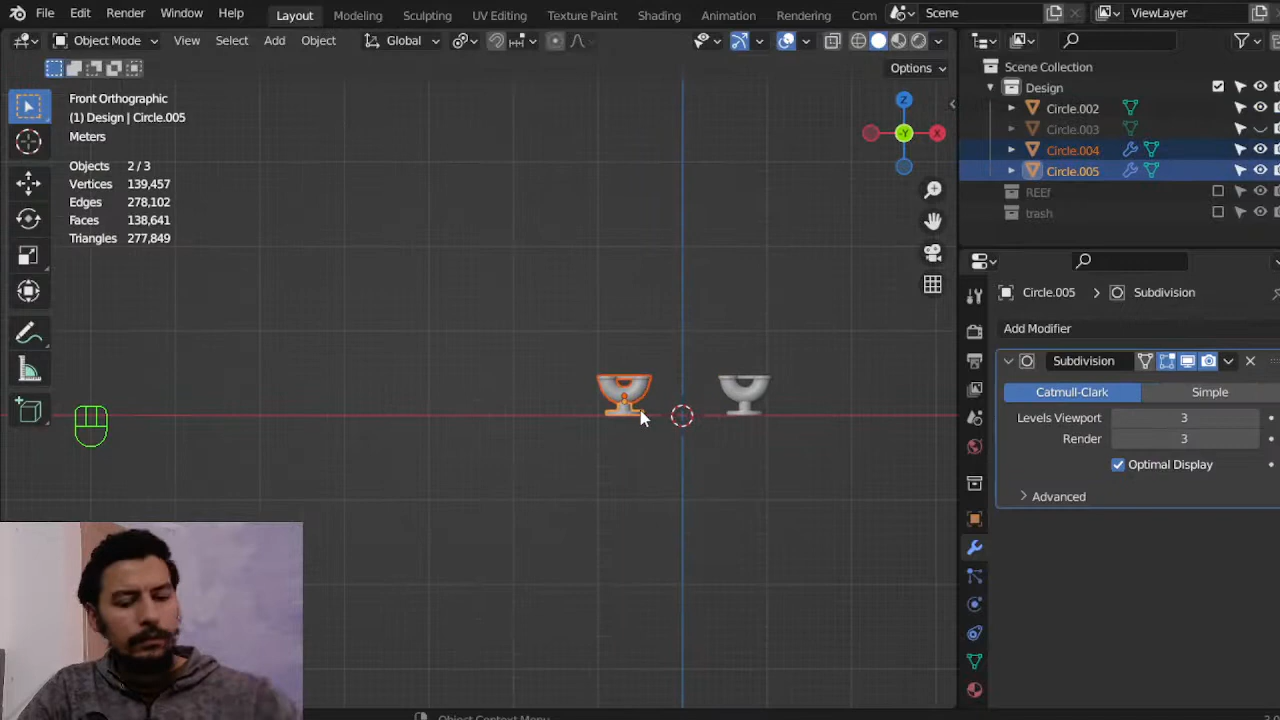 File Edit Render Window Help Layout Modeling Sculpting UV Editing Texture Paint Shading Animation Rendering Com Scene ViewLayer
Object Mode View Select Add Object Global
Options
Front Orthographic
(1) Design | Circle.005
Meters
Objects 2 / 3
Vertices 139,457
Edges 278,102
Faces 138,641
Triangles 277,849
Z
X
-Y
Scene Collection
Design
Circle.002
Circle.003
Circle.004
Circle.005
REEf
trash
Circle.005 > Subdivision
Add Modifier
Subdivision
Catmull-Clark Simple
Levels Viewport 3
Render 3
Optimal Display
Advanced
Object Context Menu